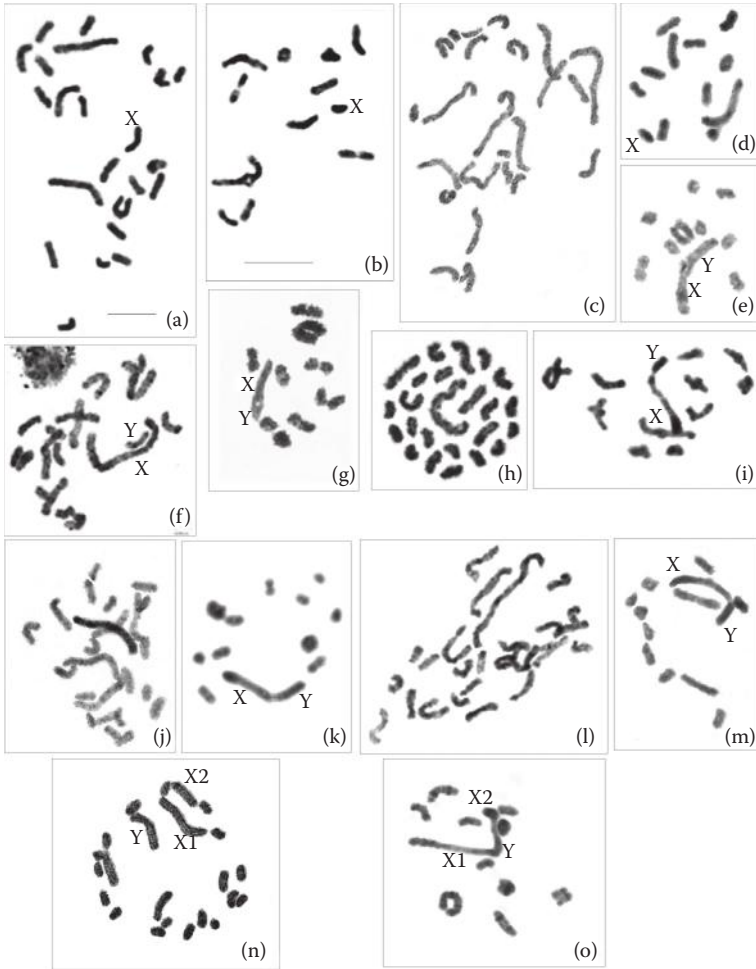 X
(a)
X
(b)
(c)
X
(d)
Y
X
(e)
Y
X
(f)
X
Y
(g)
(h)
Y
X
(i)
(j)
X
Y
(k)
(l)
X
Y
(m)
X2
Y
X1
(n)
X2
X1
Y
(o)